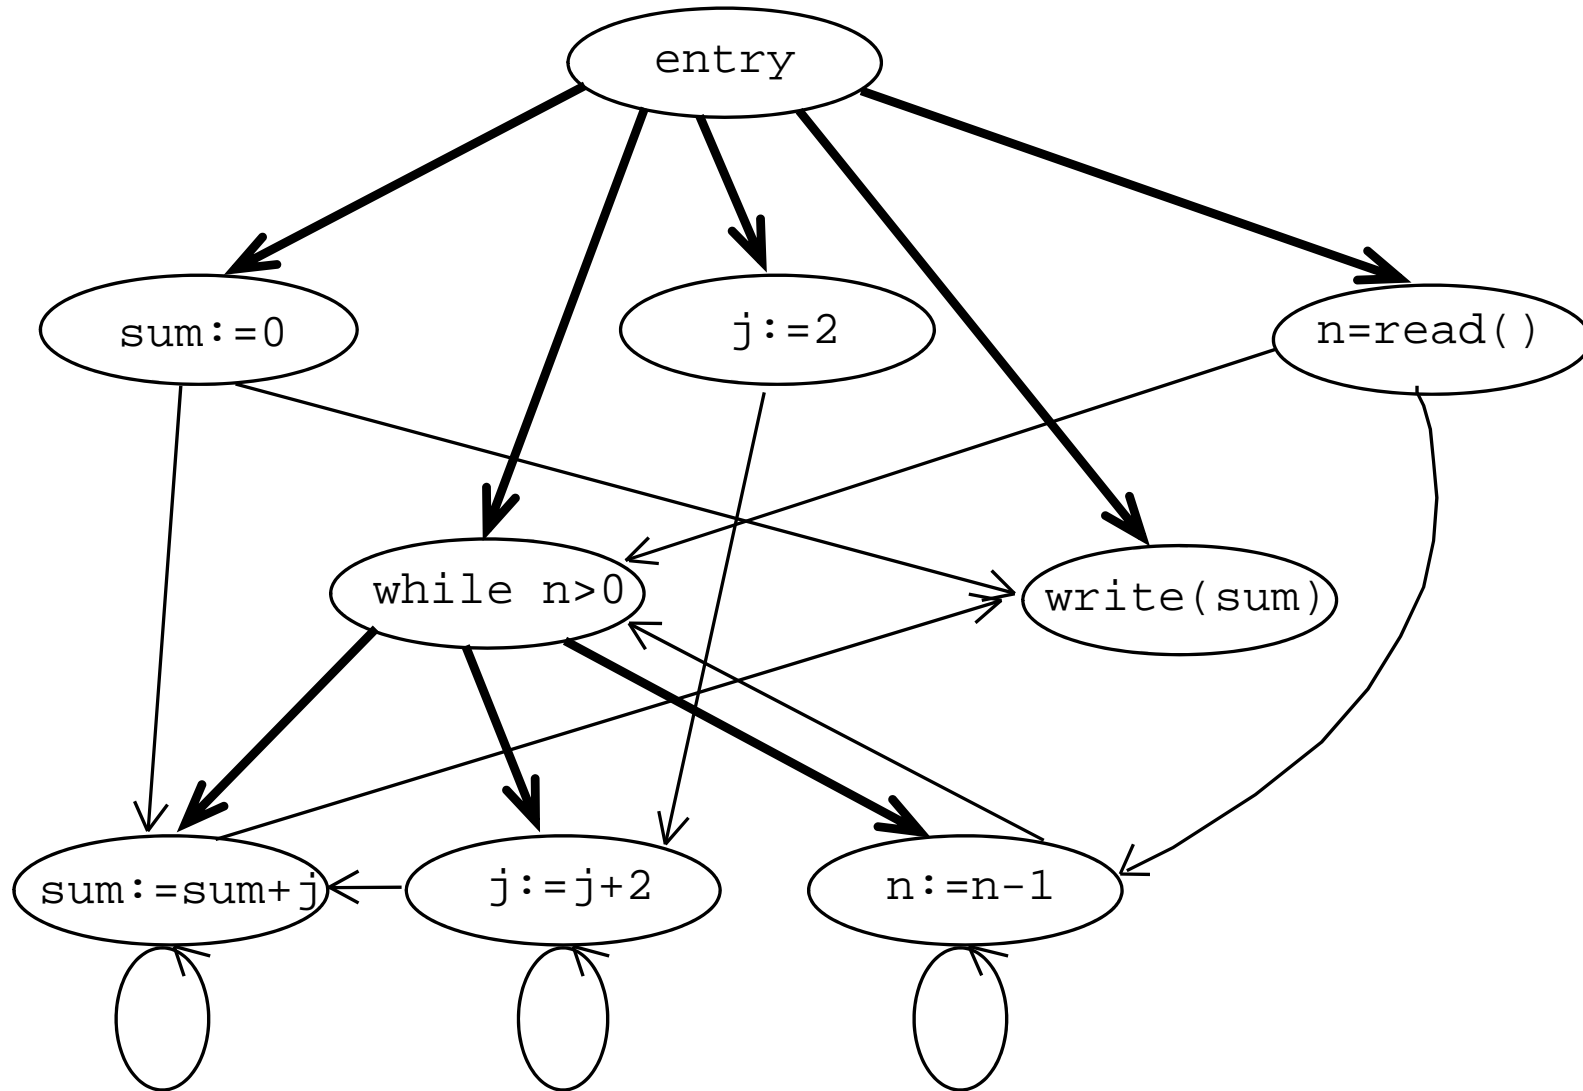 entry
sum:=0
j:=2
n=read()
while n>0
write(sum)
sum:=sum+j
j:=j+2
n:=n-1